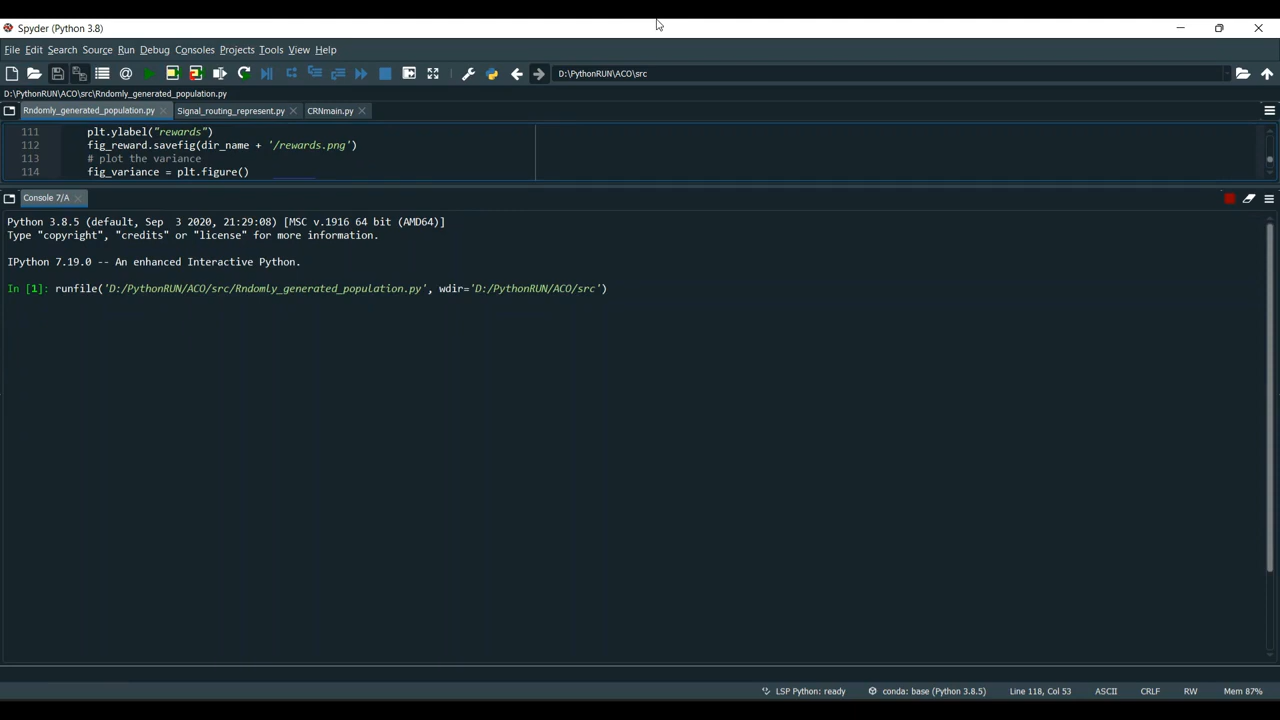 Spyder (Python 3.8)
File Edit Search Source Run Debug Consoles Projects Tools View Help
D:\PythonRUN\ACO\src
D:\PythonRUN\ACO\src\Rndomly_generated_population.py
Rndomly_generated_population.py Signal_routing_represent.py CRNmain.py
111 plt.ylabel("rewards")
112 fig_reward.savefig(dir_name + '/rewards.png')
113 # plot the variance
114 fig_variance = plt.figure()
Console 7/A
Python 3.8.5 (default, Sep  3 2020, 21:29:08) [MSC v.1916 64 bit (AMD64)]
Type "copyright", "credits" or "license" for more information.
IPython 7.19.0 -- An enhanced Interactive Python.
In [1]: runfile('D:/PythonRUN/ACO/src/Rndomly_generated_population.py', wdir='D:/PythonRUN/ACO/src')
LSP Python: ready conda: base (Python 3.8.5) Line 118, Col 53 ASCII CRLF RW Mem 87%